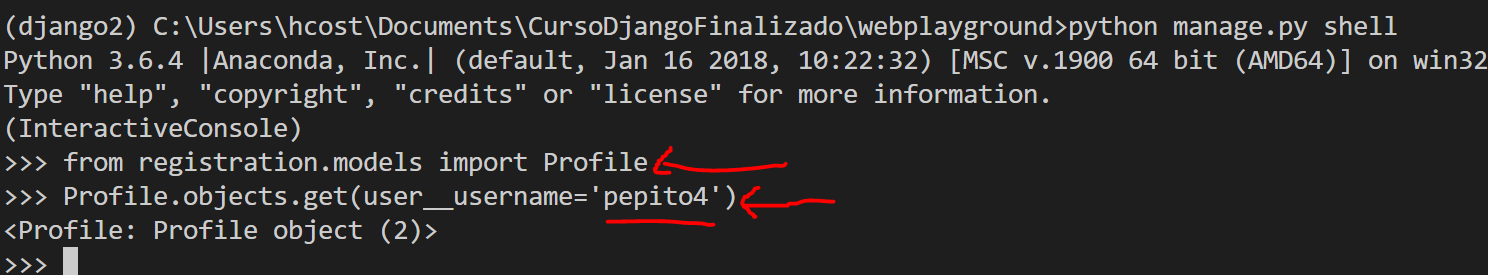 (django2) C:\Users\hcost\Documents\CursoDjangoFinalizado\webplayground>python manage.py shell
Python 3.6.4 |Anaconda, Inc.| (default, Jan 16 2018, 10:22:32) [MSC v.1900 64 bit (AMD64)] on win32
Type "help", "copyright", "credits" or "license" for more information.
(InteractiveConsole)
>>> from registration.models import Profile
>>> Profile.objects.get(user__username='pepito4')
<Profile: Profile object (2)>
>>>